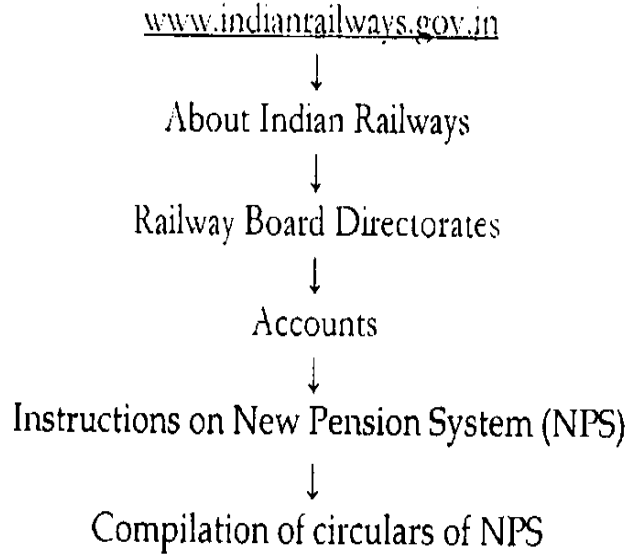 www.indianrailways.gov.in
↓
About Indian Railways
↓
Railway Board Directorates
↓
Accounts
↓
Instructions on New Pension System (NPS)
↓
Compilation of circulars of NPS